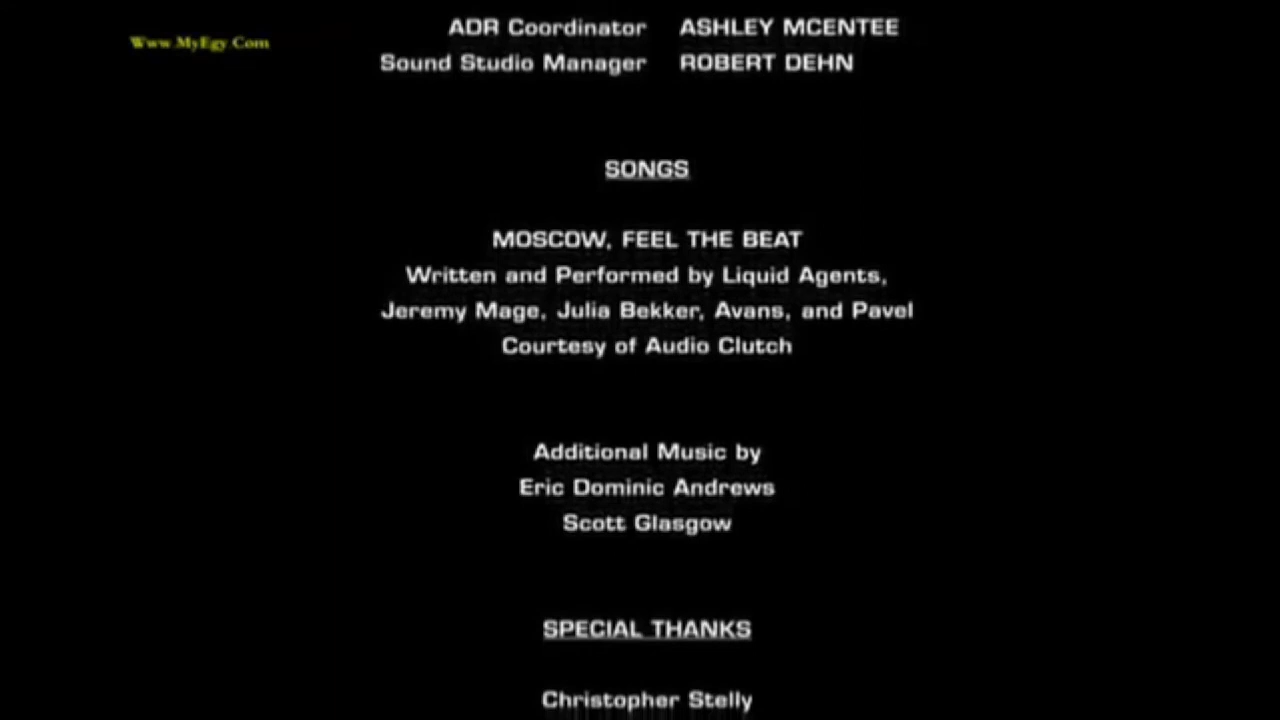 ADR Coordinator ASHLEY MCENTEE
Www.MyEgy.Com
Sound Studio Manager ROBERT DEHN
SONGS
MOSCOW, FEEL THE BEAT
Written and Performed by Liquid Agents,
Jeremy Mage, Julia Bekker, Avans, and Pavel
Courtesy of Audio Clutch
Additional Music by
Eric Dominic Andrews
Scott Glasgow
SPECIAL THANKS
Christopher Stelly